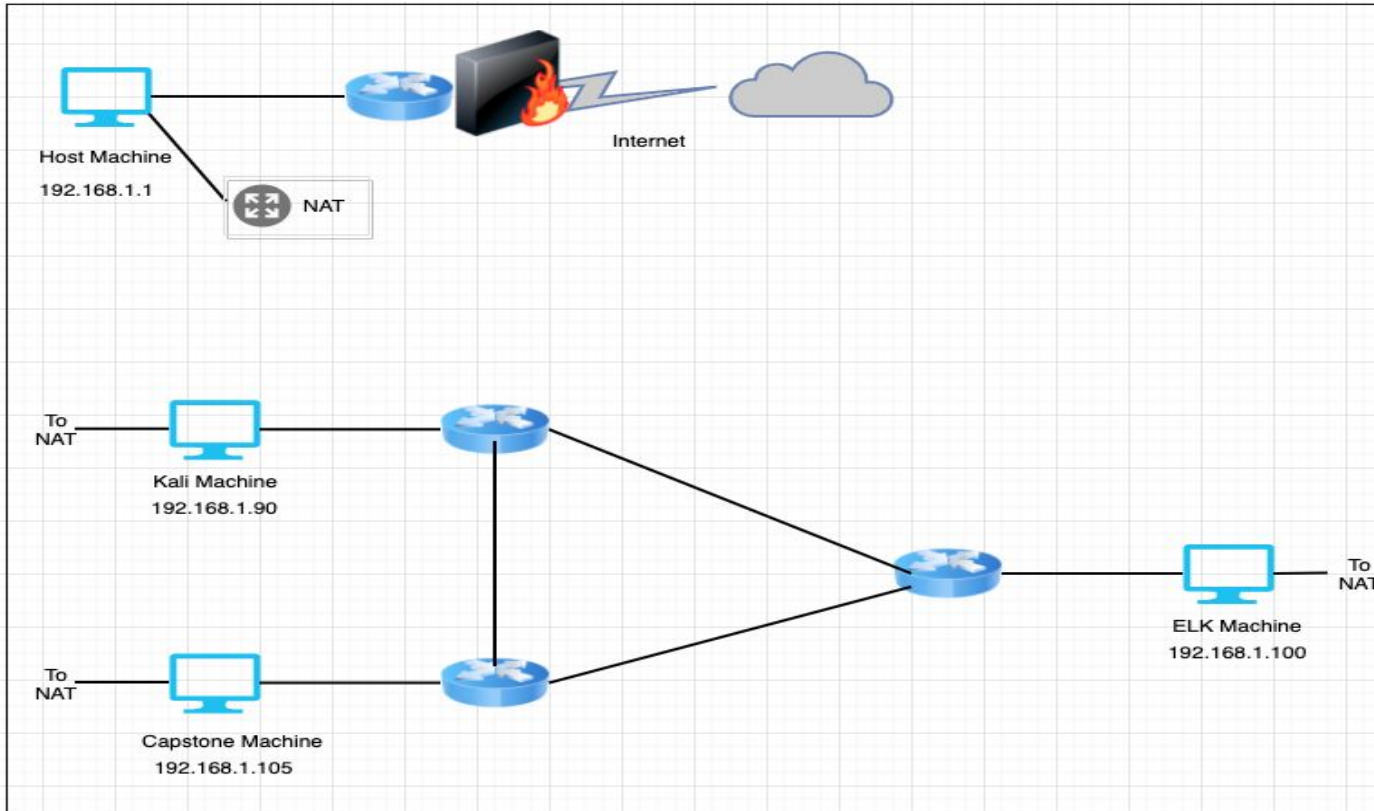 Internet
Host Machine
192.168.1.1
NAT
To
NAT
Kali Machine
192.168.1.90
To
NAT
ELK Machine
192.168.1.100
To
NAT
Capstone Machine
192.168.1.105